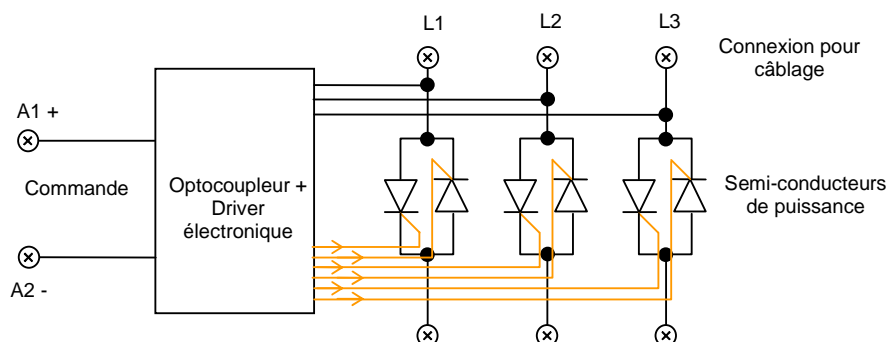 L1
L2
L3
Connexion pour
câblage
A1 +
Commande
Optocoupleur +
Driver
électronique
Semi-conducteurs
de puissance
A2 -